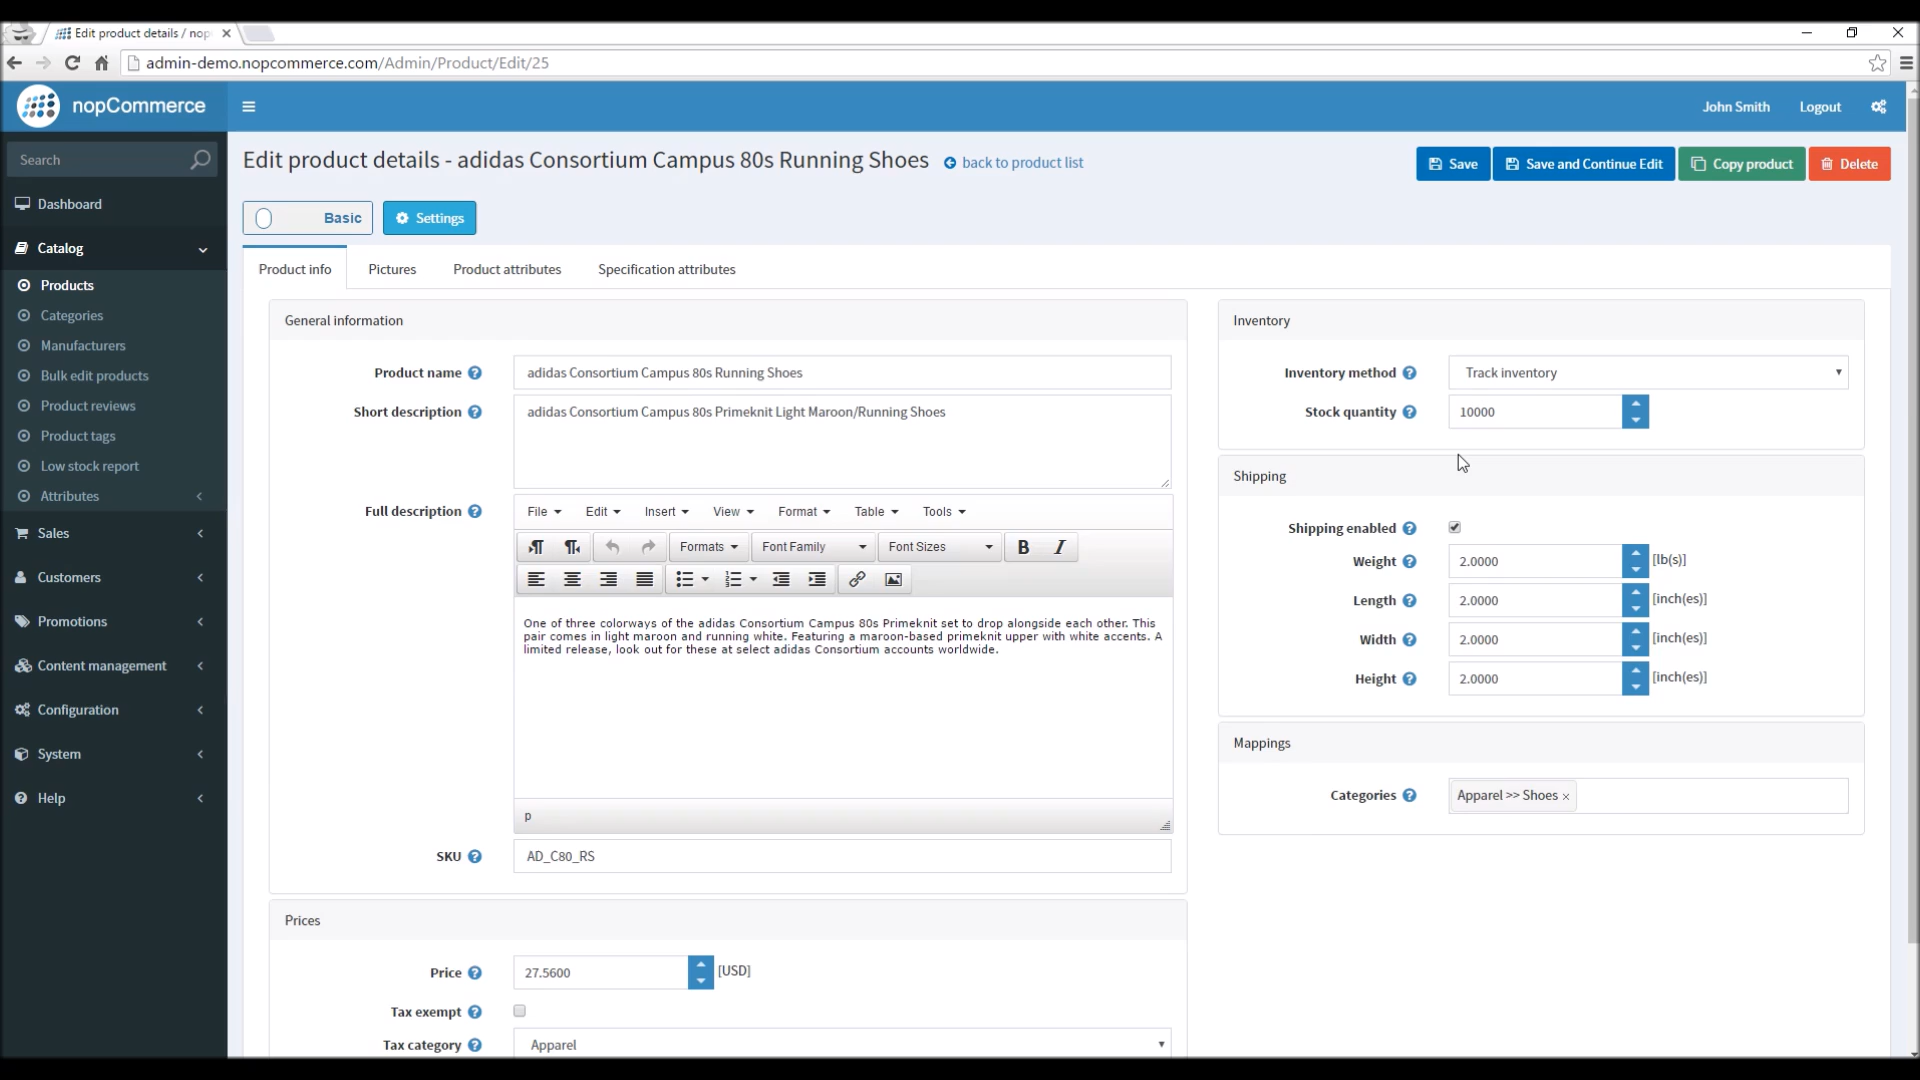 Edit product details / nop
admin-demo.nopcommerce.com/Admin/Product/Edit/25
nopCommerce
John Smith
Logout
Search
Edit product details - adidas Consortium Campus 80s Running Shoes
back to product list
Save
Save and Continue Edit
Copy product
Delete
Dashboard
Catalog
Products
Categories
Manufacturers
Bulk edit products
Product reviews
Product tags
Low stock report
Attributes
Sales
Customers
Promotions
Content management
Configuration
System
Help
Basic
Settings
Product info
Pictures
Product attributes
Specification attributes
General information
Product name
adidas Consortium Campus 80s Running Shoes
Short description
adidas Consortium Campus 80s Primeknit Light Maroon/Running Shoes
Full description
File
Edit
Insert
View
Format
Table
Tools
Formats
Font Family
Font Sizes
B
I
One of three colorways of the adidas Consortium Campus 80s Primeknit set to drop alongside each other. This
pair comes in light maroon and running white. Featuring a maroon-based primeknit upper with white accents. A
limited release, look out for these at select adidas Consortium accounts worldwide.
p
SKU
AD_C80_RS
Prices
Price
27.5600
[USD]
Tax exempt
Tax category
Apparel
Inventory
Inventory method
Track inventory
Stock quantity
10000
Shipping
Shipping enabled
Weight
2.0000
[lb(s)]
Length
2.0000
[inch(es)]
Width
2.0000
[inch(es)]
Height
2.0000
[inch(es)]
Mappings
Categories
Apparel >> Shoes ×